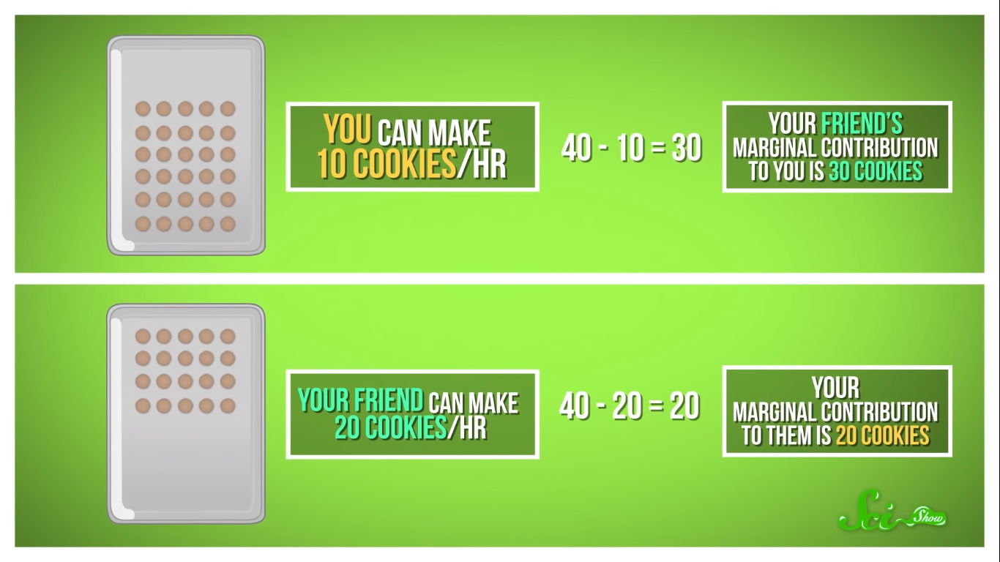 YOU CAN MAKE
10 COOKIES/HR
40 - 10 = 30
YOUR FRIEND'S
MARGINAL CONTRIBUTION
TO YOU IS 30 COOKIES
YOUR FRIEND CAN MAKE
20 COOKIES/HR
40 - 20 = 20
YOUR
MARGINAL CONTRIBUTION
TO THEM IS 20 COOKIES
Sci Show